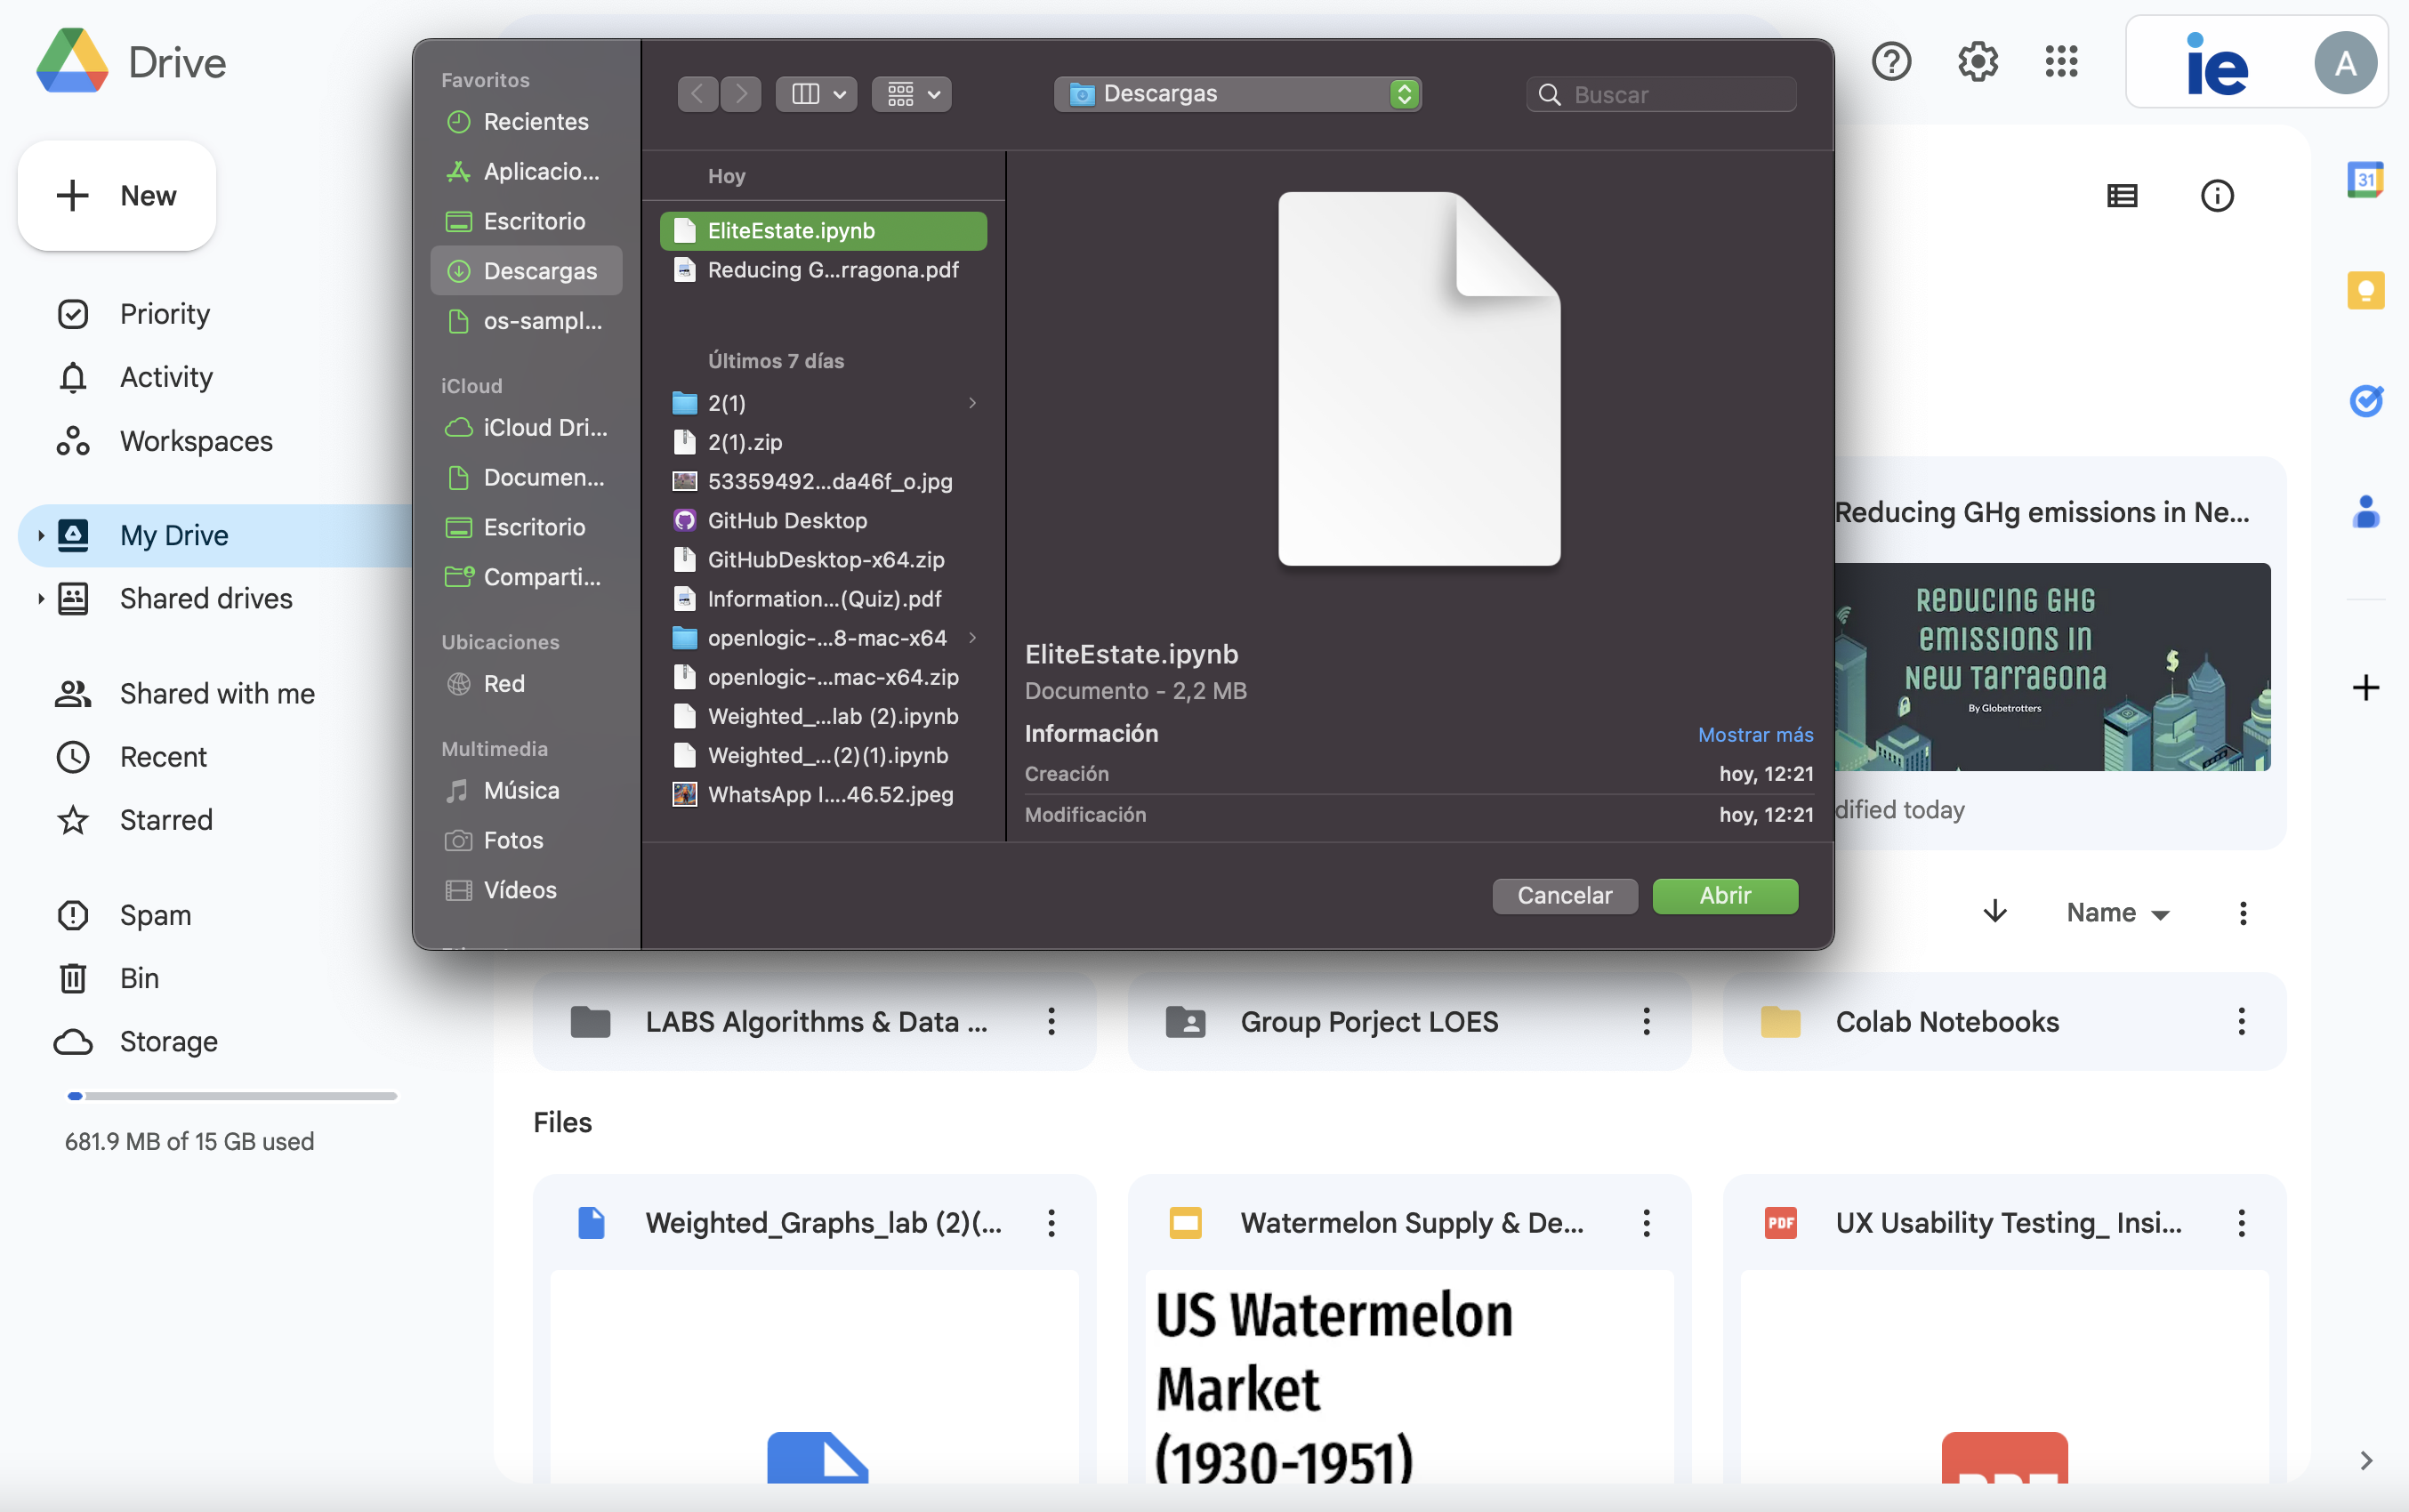 Drive
New
Priority
Activity
Workspaces
My Drive
Shared drives
Shared with me
Recent
Starred
Spam
Bin
Storage
681.9 MB of 15 GB used
Favoritos
Recientes
Aplicacio...
Escritorio
Descargas
os-sampl...
iCloud
iCloud Dri...
Documen...
Escritorio
Comparti...
Ubicaciones
Red
Multimedia
Música
Fotos
Vídeos
Descargas
Buscar
Hoy
EliteEstate.ipynb
Reducing G...rragona.pdf
Últimos 7 días
2(1)
2(1).zip
53359492...da46f_o.jpg
GitHub Desktop
GitHubDesktop-x64.zip
Information...(Quiz).pdf
openlogic-...8-mac-x64
openlogic-...mac-x64.zip
Weighted_...lab (2).ipynb
Weighted_...(2)(1).ipynb
WhatsApp I....46.52.jpeg
EliteEstate.ipynb
Documento - 2,2 MB
Información
Mostrar más
Creación
hoy, 12:21
Modificación
hoy, 12:21
Cancelar
Abrir
ie
A
31
Reducing GHg emissions in Ne...
Reducing GHG
emissions in
New Tarragona
By Globetrotters
dified today
Name
LABS Algorithms & Data ...
Group Porject LOES
Colab Notebooks
Files
Weighted_Graphs_lab (2)(...
Watermelon Supply & De...
US Watermelon
Market
(1930-1951)
PDF
UX Usability Testing_ Insi...